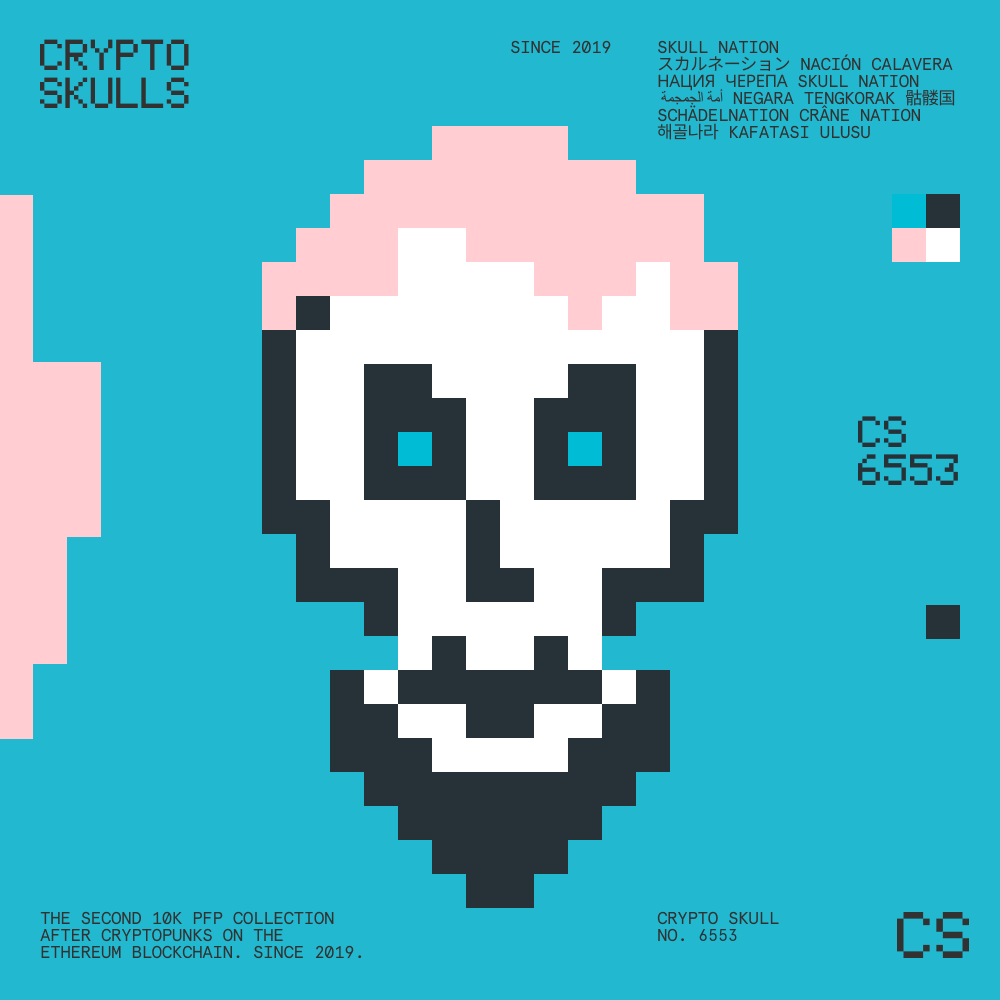 CRYPTO
SKULLS
SINCE 2019
SKULL NATION
スカルネーション NACIÓN CALAVERA
НАЦИЯ ЧЕРЕПА SKULL NATION
أمة الجمجمة NEGARA TENGKORAK 骷髅国
SCHÄDELNATION CRÂNE NATION
해골나라 KAFATASI ULUSU
CS
6553
THE SECOND 10K PFP COLLECTION
AFTER CRYPTOPUNKS ON THE
ETHEREUM BLOCKCHAIN. SINCE 2019.
CRYPTO SKULL
NO. 6553
CS